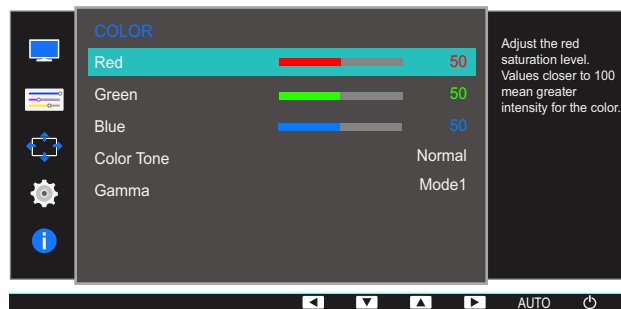 COLOR
Red 50
Green 50
Blue 50
Color Tone Normal
Gamma Mode1
Adjust the red
saturation level.
Values closer to 100
mean greater
intensity for the color.
AUTO